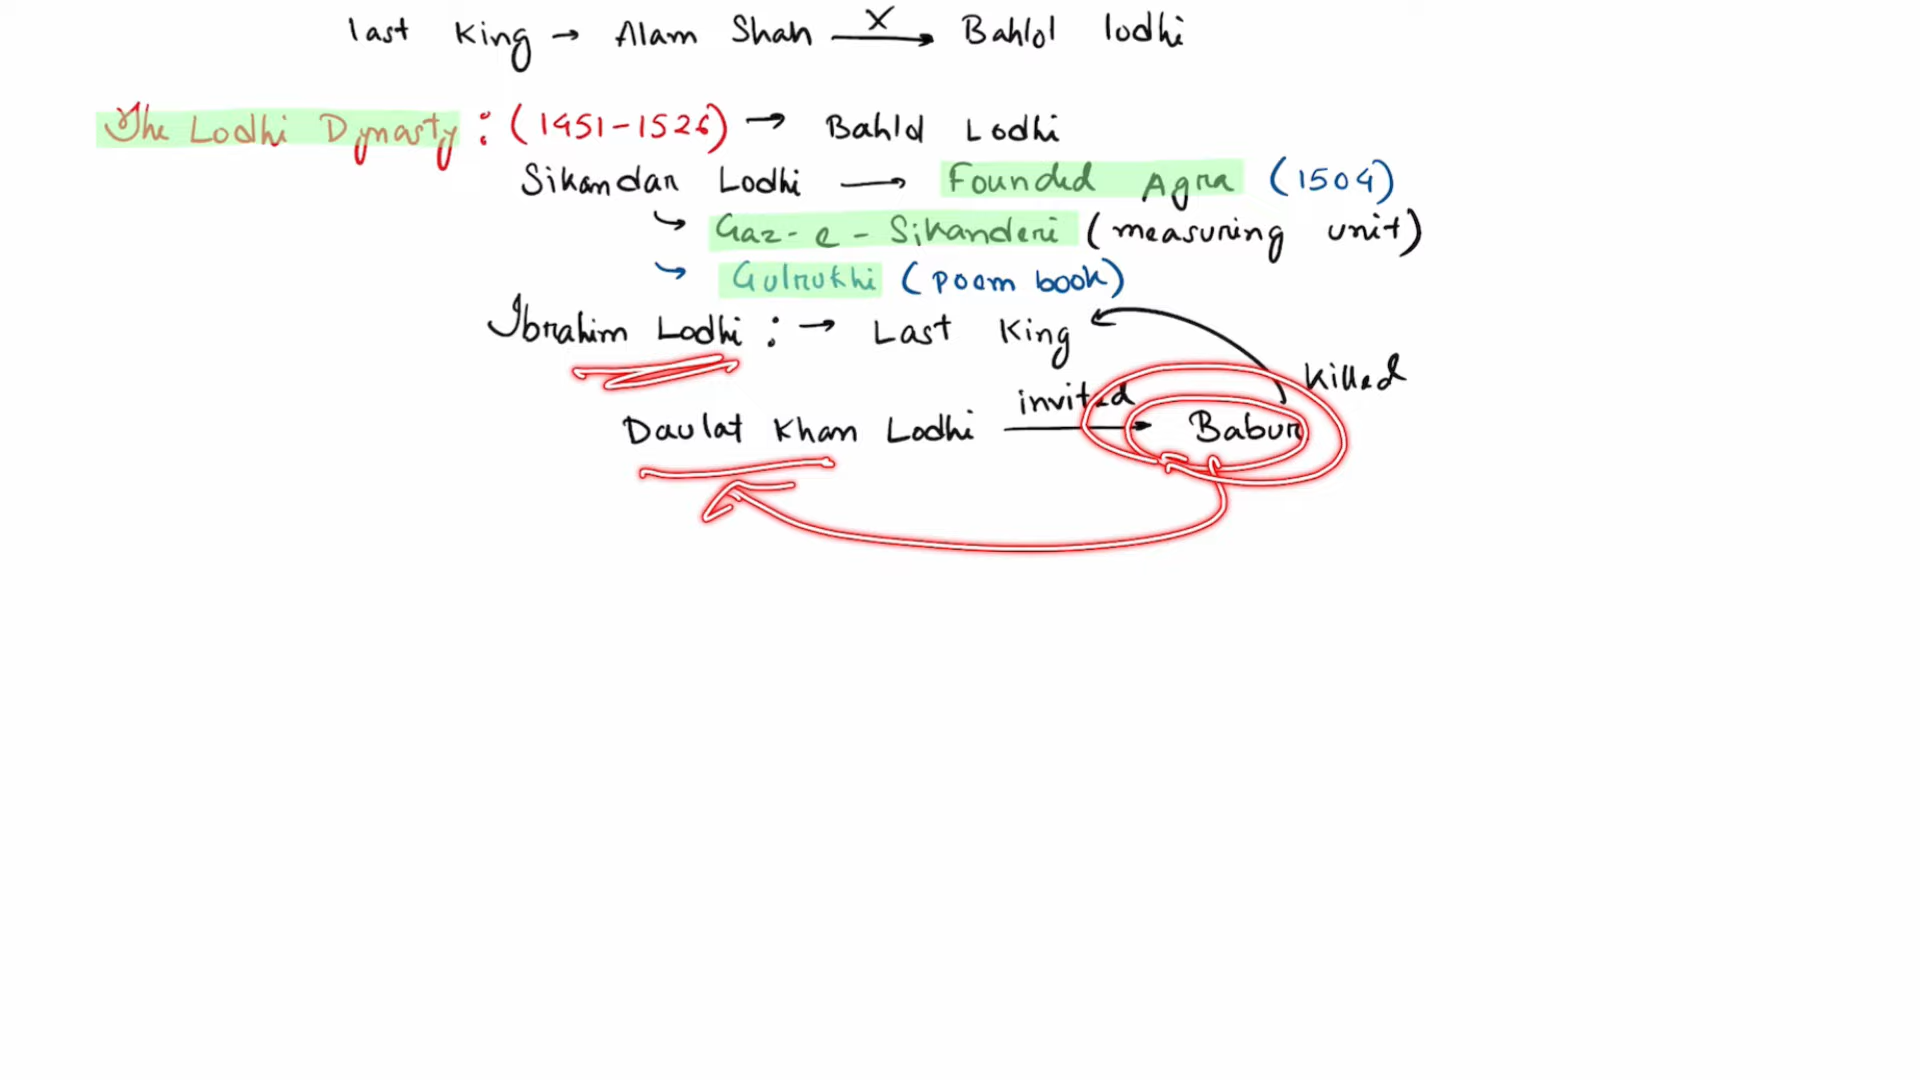 last King → Alam Shah X→ Bahlol lodhi
The Lodhi Dynasty : (1451-1526) → Bahlol Lodhi
Sikandar Lodhi → Founded Agra (1504)
↳ Gaz-e-Sikanderi (measuring unit)
↳ Gulrukhi (poem book)
Ibrahim Lodhi : → Last King
Killed
invited
Daulat Khan Lodhi → Babur